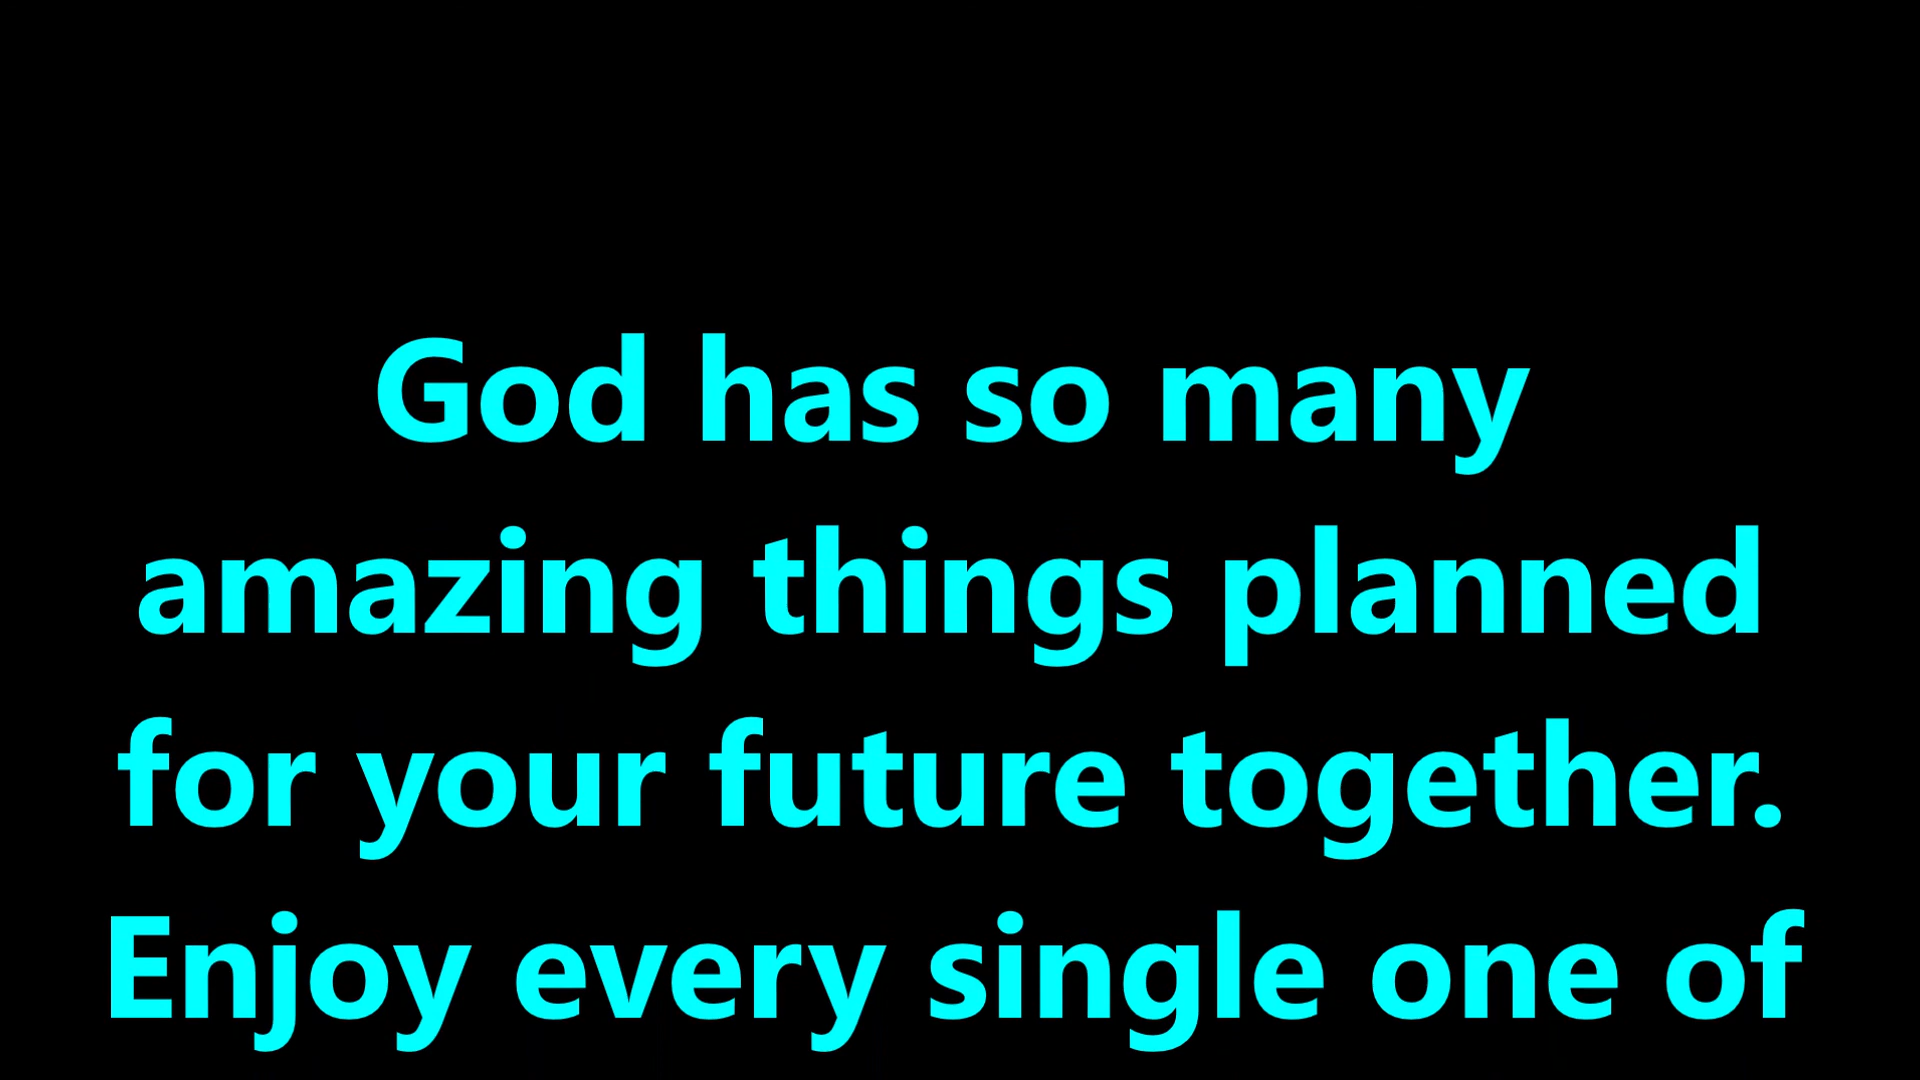 God has so many
amazing things planned
for your future together.
Enjoy every single one of